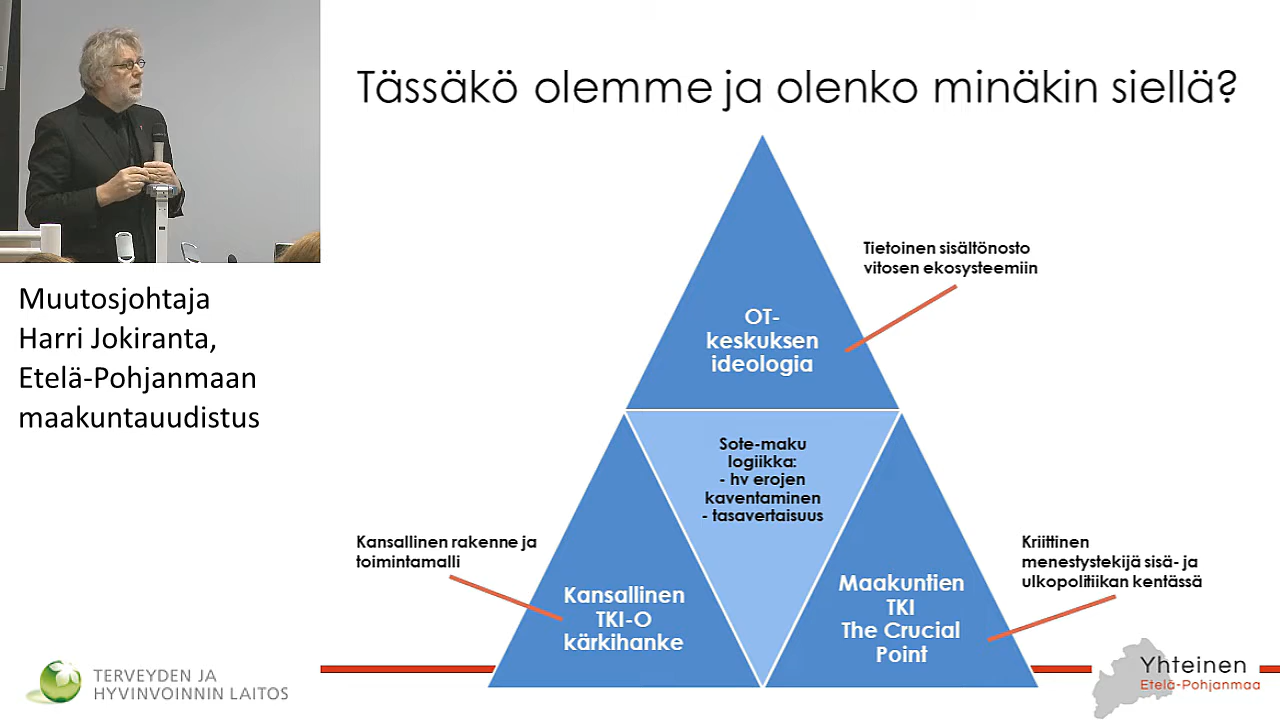 Tässäkö olemme ja olenko minäkin siellä?
Muutosjohtaja
Harri Jokiranta,
Etelä-Pohjanmaan
maakuntauudistus
Tietoinen sisältönosto
vitosen ekosysteemiin
OT-
keskuksen
ideologia
Sote-maku
logiikka:
- hv erojen
kaventaminen
- tasavertaisuus
Kansallinen rakenne ja
toimintamalli
Kansallinen
TKI-O
kärkihanke
Kriittinen
menestystekijä sisä- ja
ulkopolitiikan kentässä
Maakuntien
TKI
The Crucial
Point
TERVEYDEN JA
HYVINVOINNIN LAITOS
Yhteinen
Etelä-Pohjanmaa